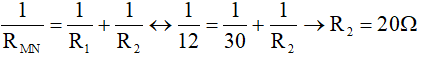 1/R_MN = 1/R_1 + 1/R_2 ↔ 1/12 = 1/30 + 1/R_2 → R_2 = 20Ω